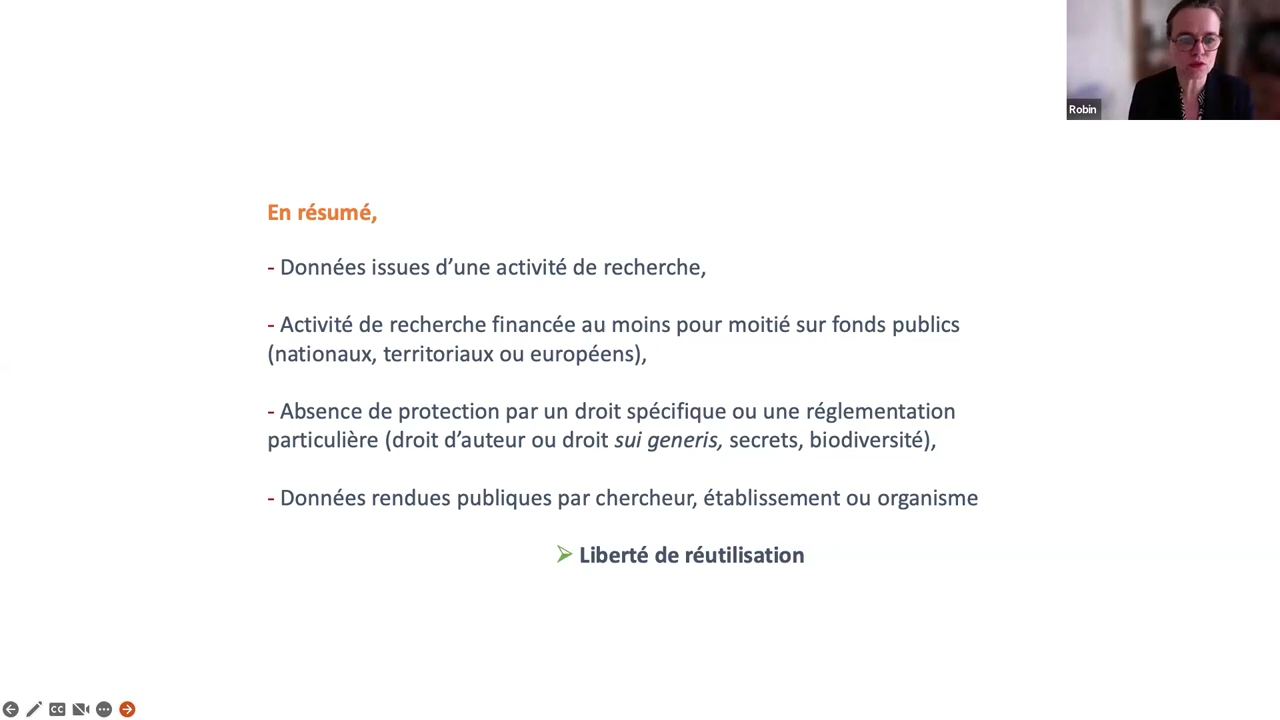 Robin
En résumé,
- Données issues d’une activité de recherche,
- Activité de recherche financée au moins pour moitié sur fonds publics
(nationaux, territoriaux ou européens),
- Absence de protection par un droit spécifique ou une réglementation
particulière (droit d’auteur ou droit sui generis, secrets, biodiversité),
- Données rendues publiques par chercheur, établissement ou organisme
➢ Liberté de réutilisation
CC